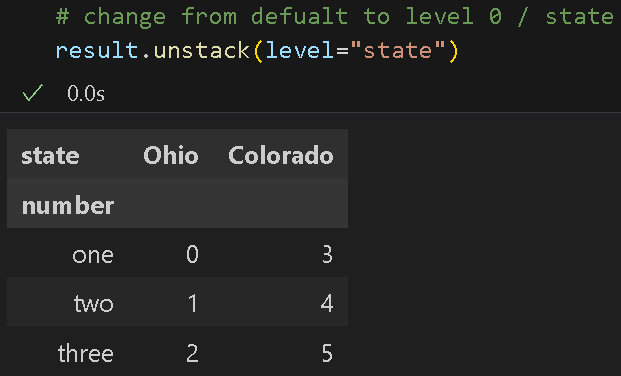 # change from defualt to level 0 / state
result.unstack(level="state")
0.0s
state Ohio Colorado
number
one 0 3
two 1 4
three 2 5